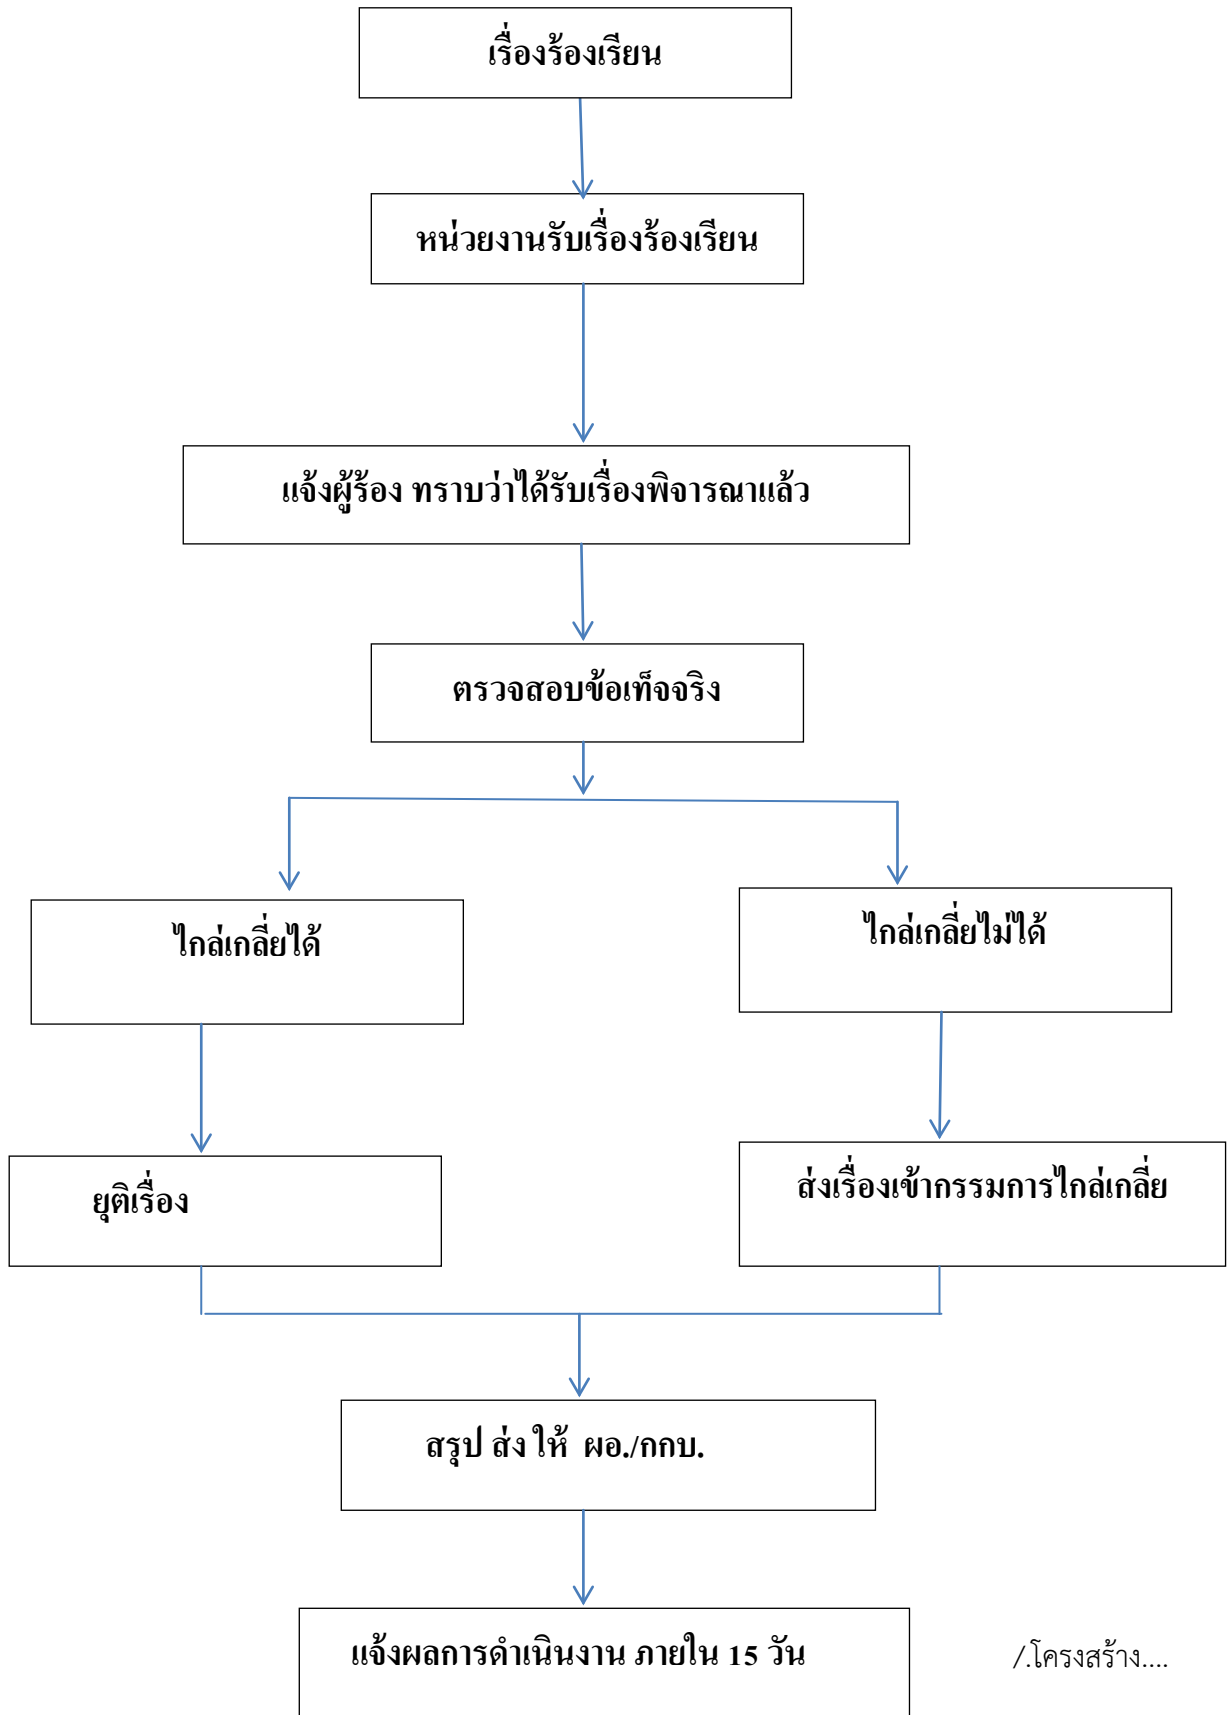 เรื่องร้องเรียน
หน่วยงานรับเรื่องร้องเรียน
แจ้งผู้ร้อง ทราบว่าได้รับเรื่องพิจารณาแล้ว
ตรวจสอบข้อเท็จจริง
ไกล่เกลี่ยได้
ไกล่เกลี่ยไม่ได้
ยุติเรื่อง
ส่งเรื่องเข้ากรรมการไกล่เกลี่ย
สรุป ส่ง ให้ ผอ./กกบ.
แจ้งผลการดำเนินงาน ภายใน 15 วัน
/.โครงสร้าง....